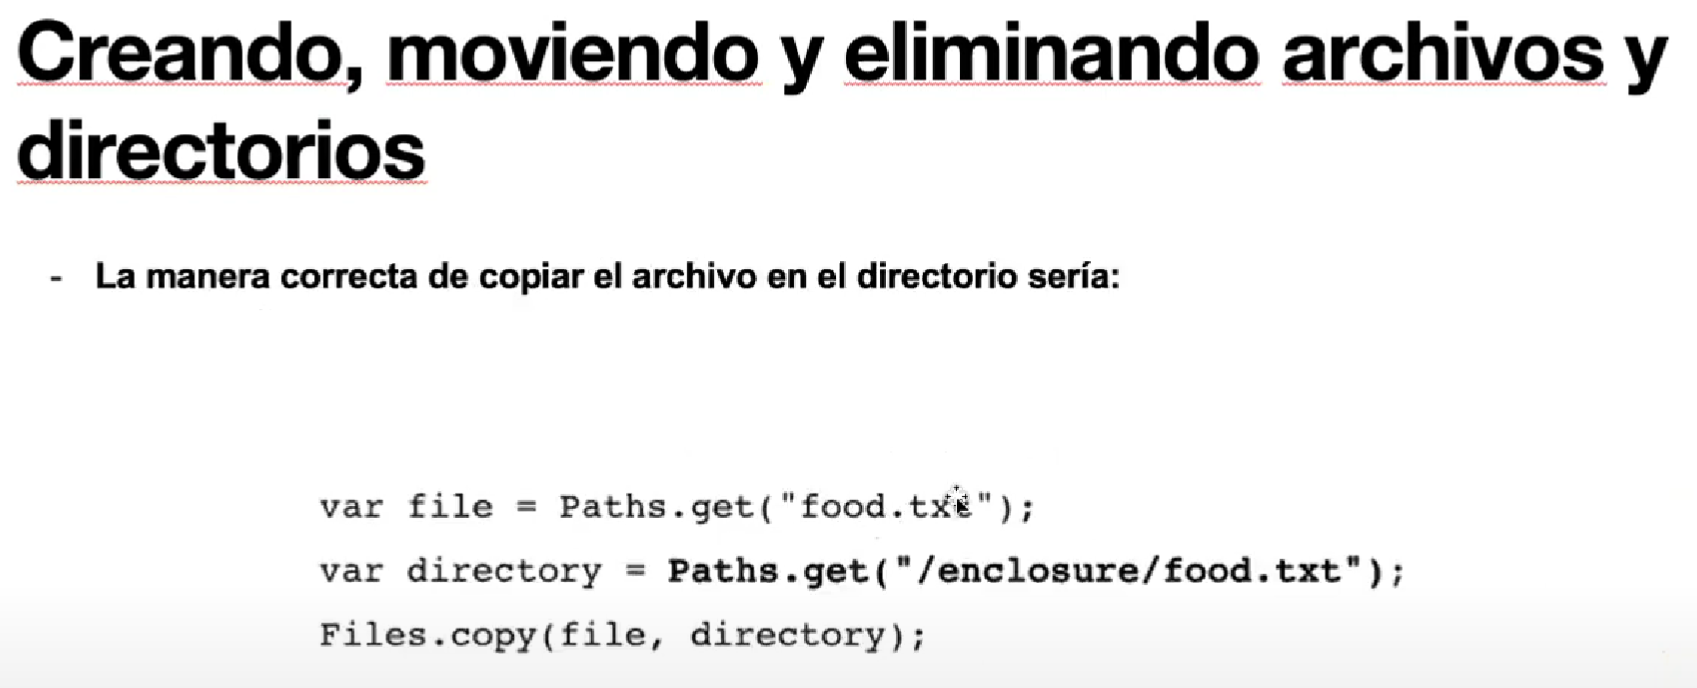 Creando, moviendo y eliminando archivos y
directorios
- La manera correcta de copiar el archivo en el directorio sería:
var file = Paths.get("food.txt");
var directory = Paths.get("/enclosure/food.txt");
Files.copy(file, directory);